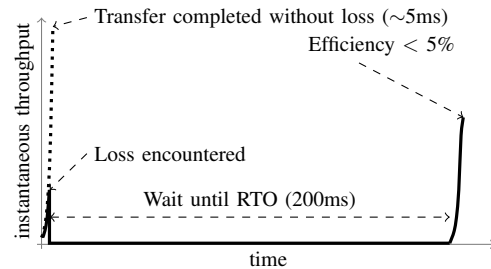 Transfer completed without loss (∼5ms)
Efficiency < 5%
instantaneous throughput
Loss encountered
Wait until RTO (200ms)
time